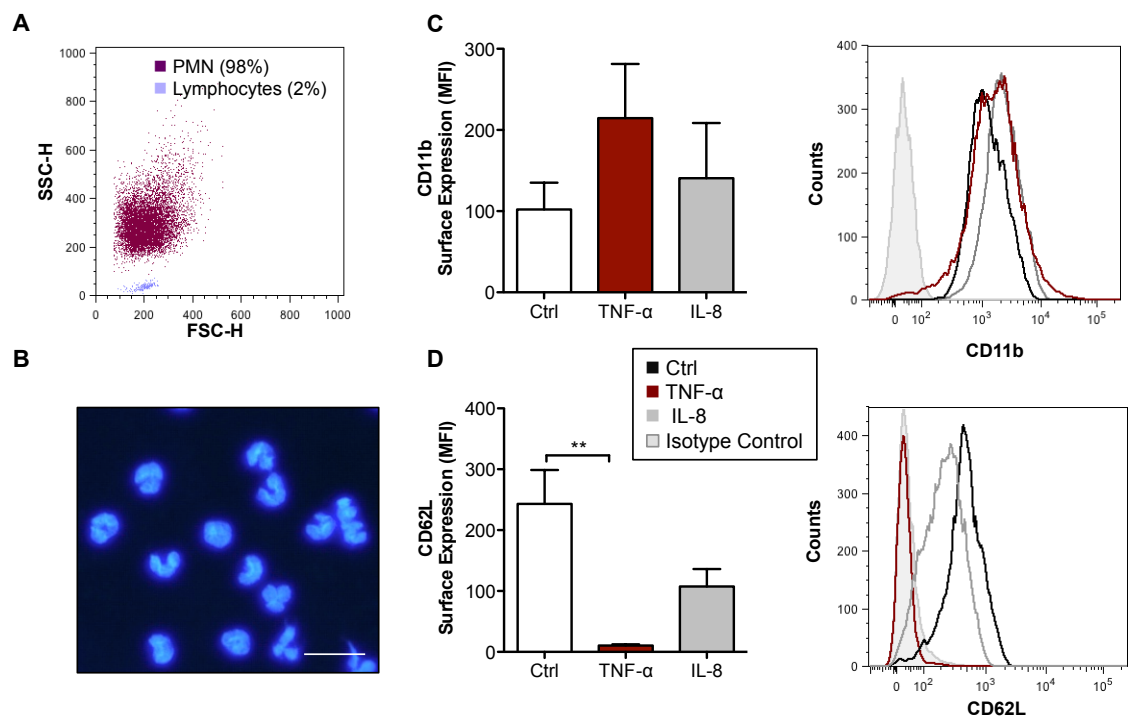 A
PMN (98%)
Lymphocytes (2%)
SSC-H
1000
800
600
400
300
200
100
0
0 200 400 600 800 1000
FSC-H
B
C
CD11b
Surface Expression (MFI)
300
200
100
0
Ctrl TNF-α IL-8
Counts
400
300
200
100
0
0 10² 10³ 10⁴ 10⁵
CD11b
D
CD62L
Surface Expression (MFI)
400
300
200
100
0
**
Ctrl TNF-α IL-8
Ctrl
TNF-α
IL-8
Isotype Control
Counts
400
300
200
100
0
0 10² 10³ 10⁴ 10⁵
CD62L